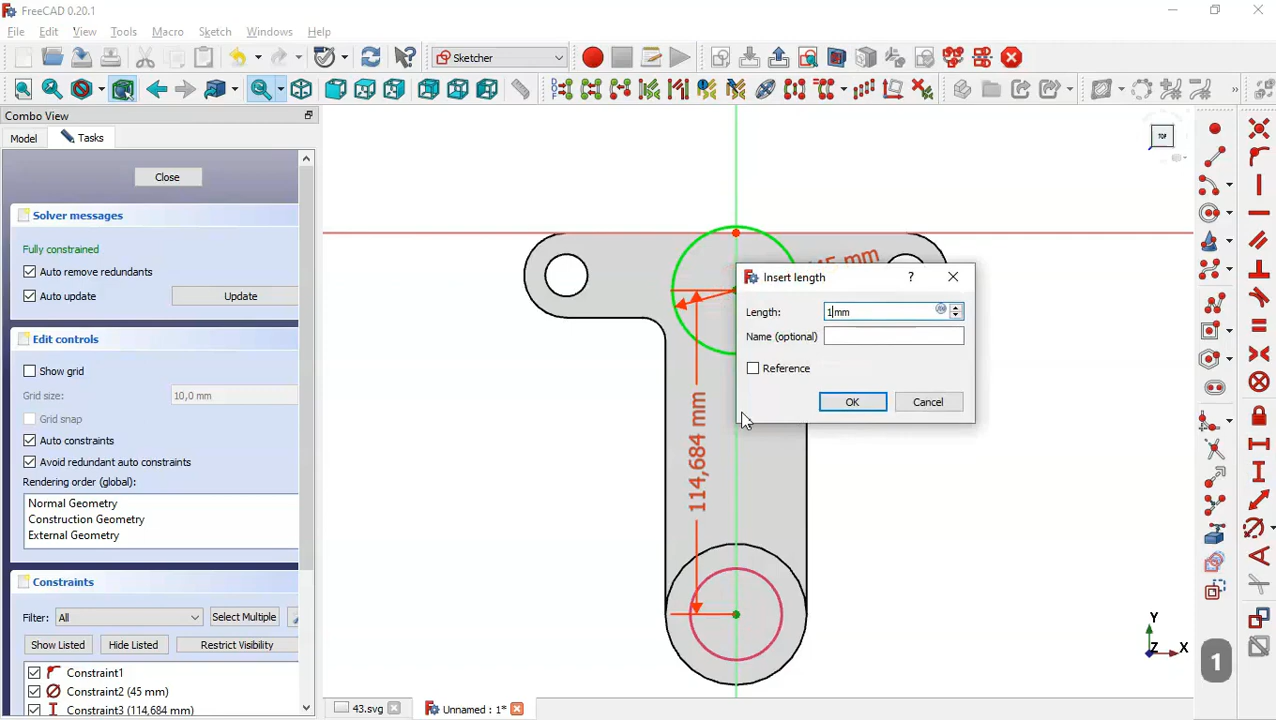 FreeCAD 0.20.1
File Edit View Tools Macro Sketch Windows Help
Sketcher
Combo View
Model Tasks
Close
Solver messages
Fully constrained
Auto remove redundants
Auto update
Update
Edit controls
Show grid
Grid size: 10,0 mm
Grid snap
Auto constraints
Avoid redundant auto constraints
Rendering order (global):
Normal Geometry
Construction Geometry
External Geometry
Constraints
Filter: All Select Multiple
Show Listed Hide Listed Restrict Visibility
Constraint1
Constraint2 (45 mm)
Constraint3 (114,684 mm)
TOP
mm
114,684 mm
Insert length
Length: 1 mm
Name (optional)
Reference
OK Cancel
Y
Z X
1
43.svg Unnamed : 1*